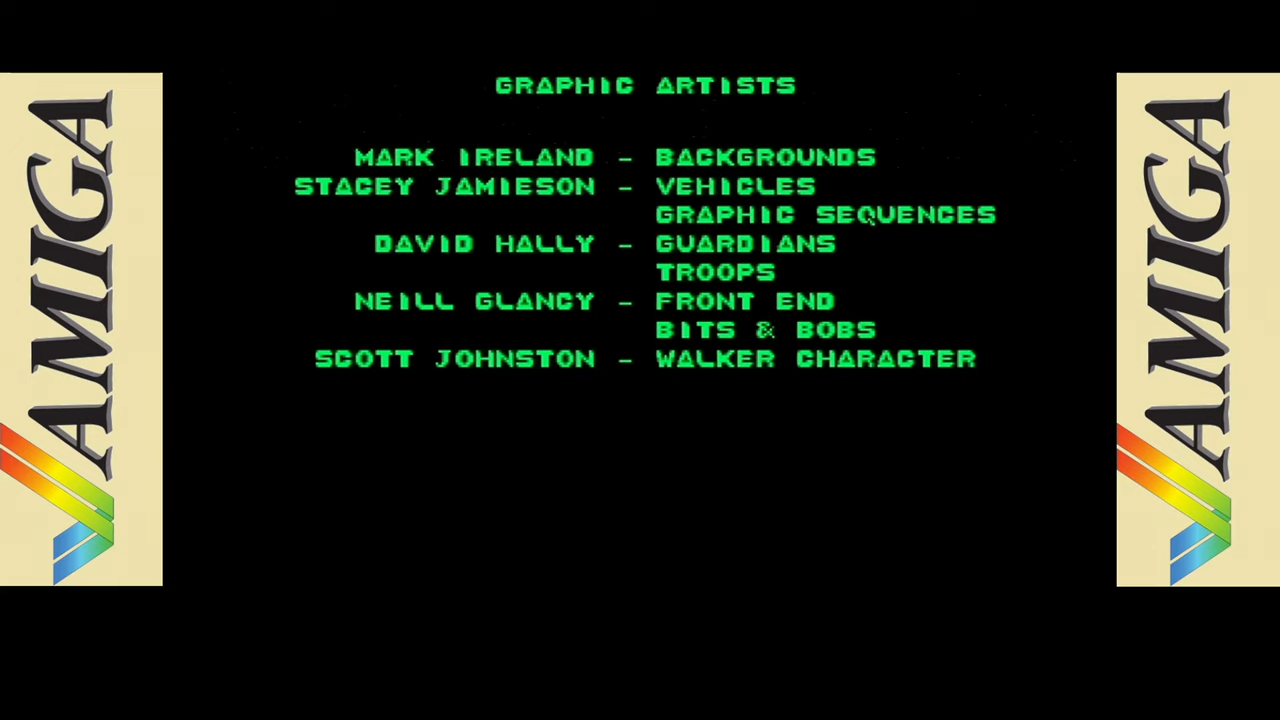 GRAPHIC ARTISTS
MARK IRELAND - BACKGROUNDS
STACEY JAMIESON - VEHICLES
GRAPHIC SEQUENCES
DAVID HALLY - GUARDIANS
TROOPS
NEILL GLANCY - FRONT END
BITS & BOBS
SCOTT JOHNSTON - WALKER CHARACTER
AMIGA
AMIGA